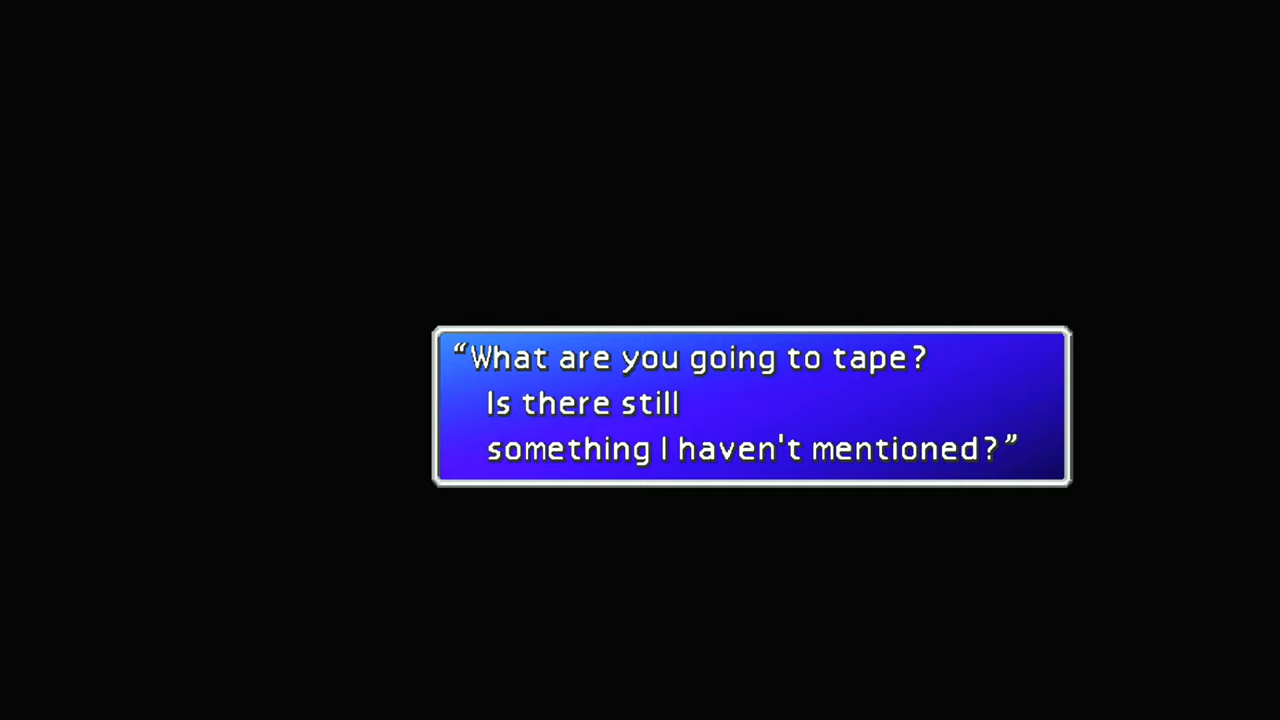 “What are you going to tape?
Is there still
something I haven't mentioned?”